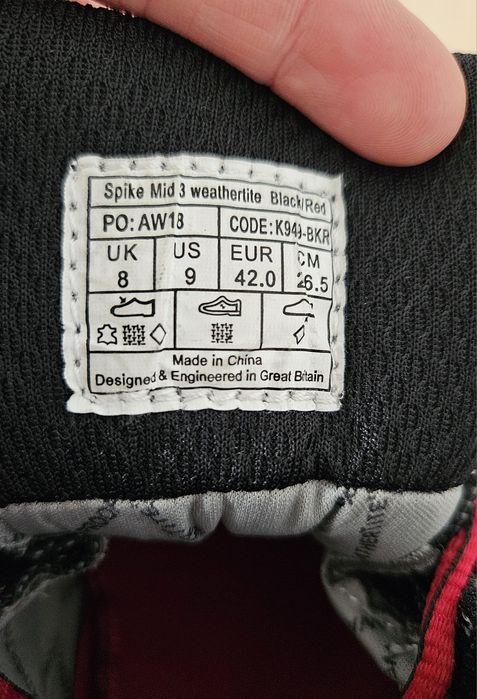 Spike Mid 3 weathertite Black/Red
PO: AW18 CODE: K949-BKR
UK US EUR CM
8 9 42.0 26.5
Made in China
Designed & Engineered in Great Britain